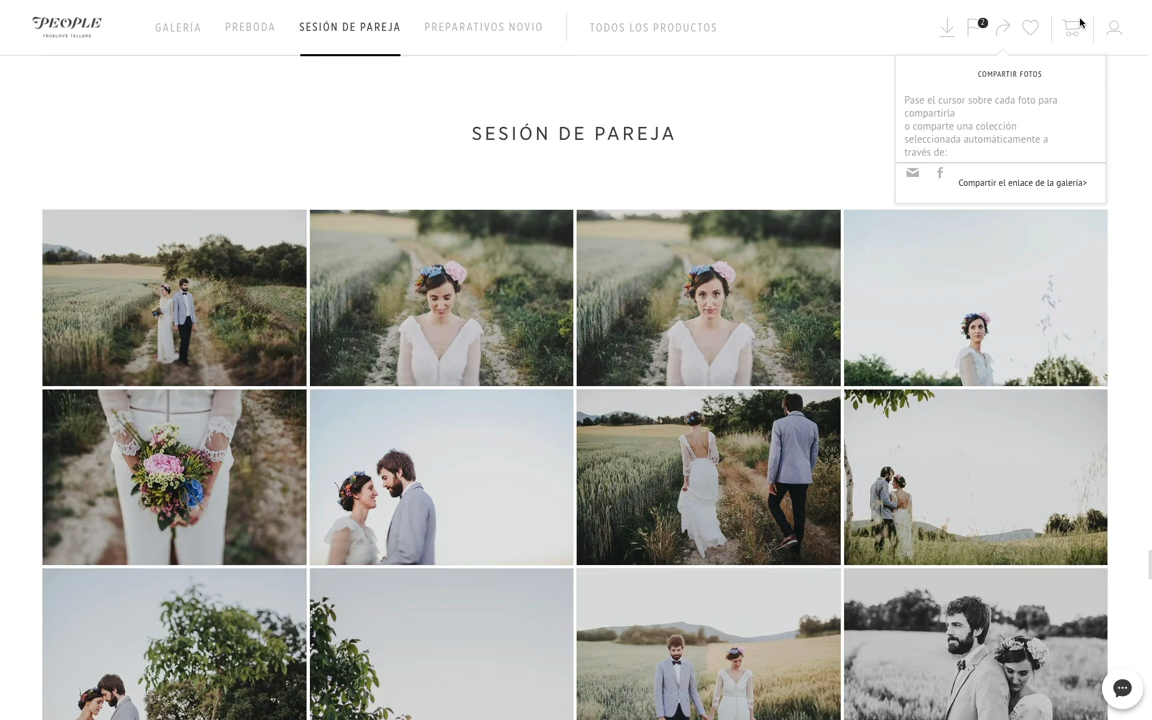 PEOPLE
TRUELOVE TELLERS
GALERÍA
PREBODA
SESIÓN DE PAREJA
PREPARATIVOS NOVIO
TODOS LOS PRODUCTOS
2
COMPARTIR FOTOS
Pase el cursor sobre cada foto para
compartirla
o comparte una colección
seleccionada automáticamente a
través de:
Compartir el enlace de la galería>
SESIÓN DE PAREJA